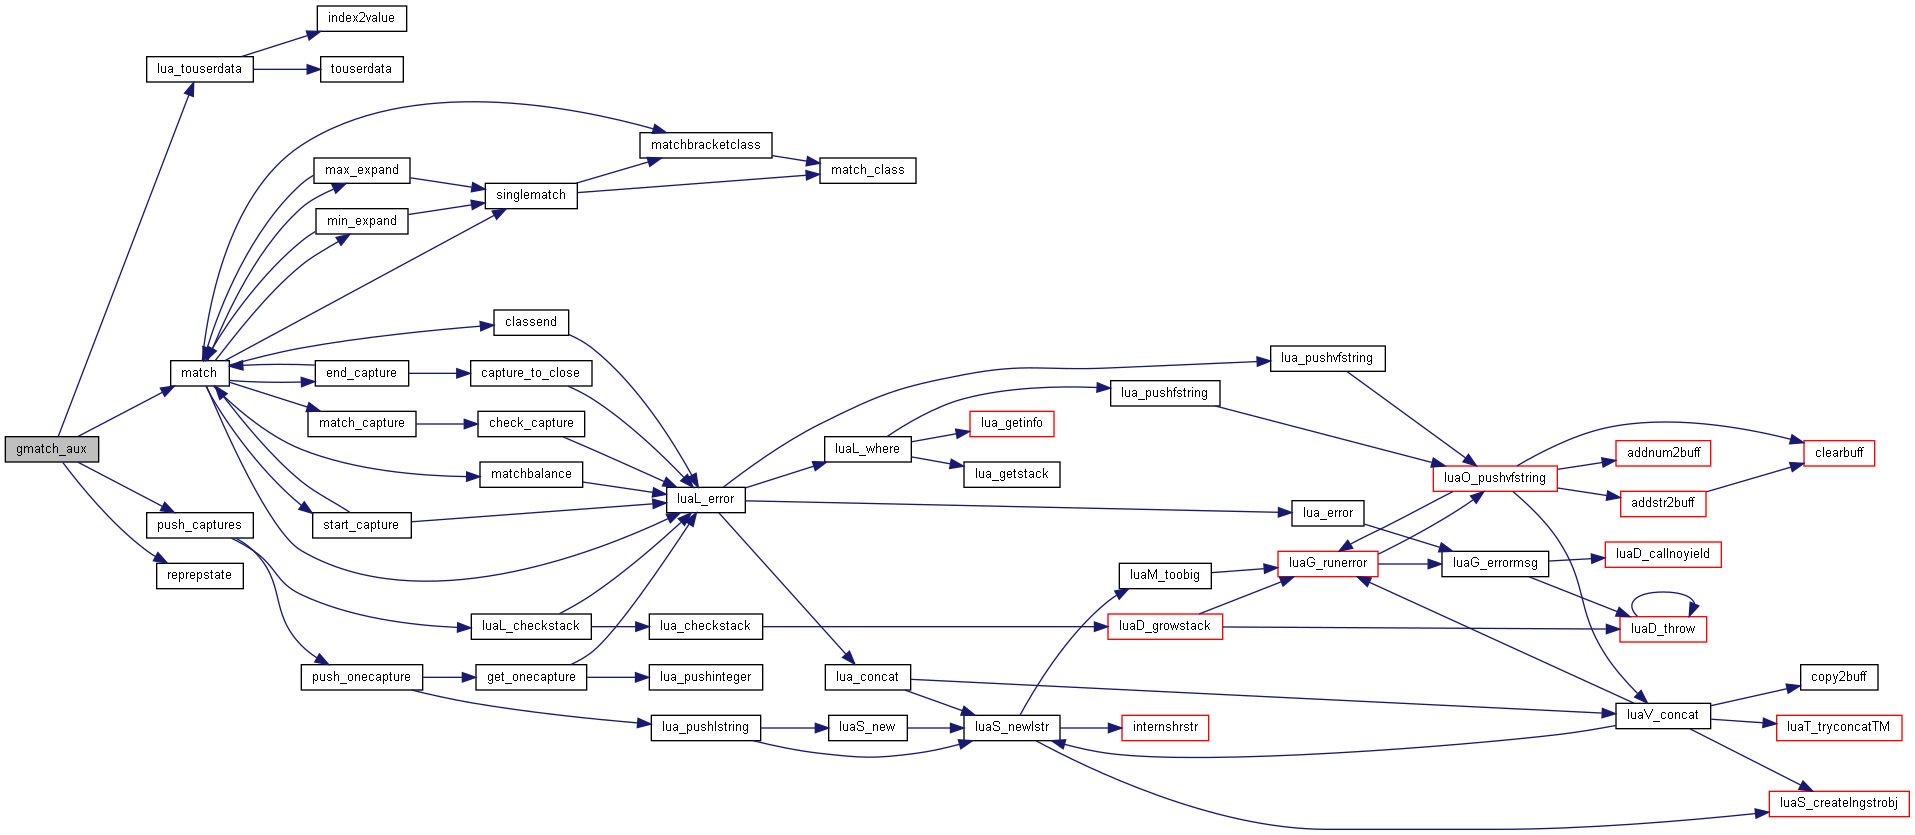 index2value
lua_touserdata
touserdata
matchbracketclass
max_expand
match_class
singlematch
min_expand
classend
lua_pushvfstring
match
end_capture
capture_to_close
lua_pushfstring
match_capture
check_capture
lua_getinfo
gmatch_aux
luaL_where
addnum2buff
clearbuff
matchbalance
lua_getstack
luaO_pushvfstring
luaL_error
addstr2buff
push_captures
start_capture
lua_error
luaD_callnoyield
reprepstate
luaM_toobig
luaG_runerror
luaG_errormsg
luaL_checkstack
lua_checkstack
luaD_growstack
luaD_throw
push_onecapture
get_onecapture
lua_pushinteger
lua_concat
copy2buff
lua_pushlstring
luaS_new
luaS_newlstr
internshrstr
luaV_concat
luaT_tryconcatTM
luaS_createlngstrobj